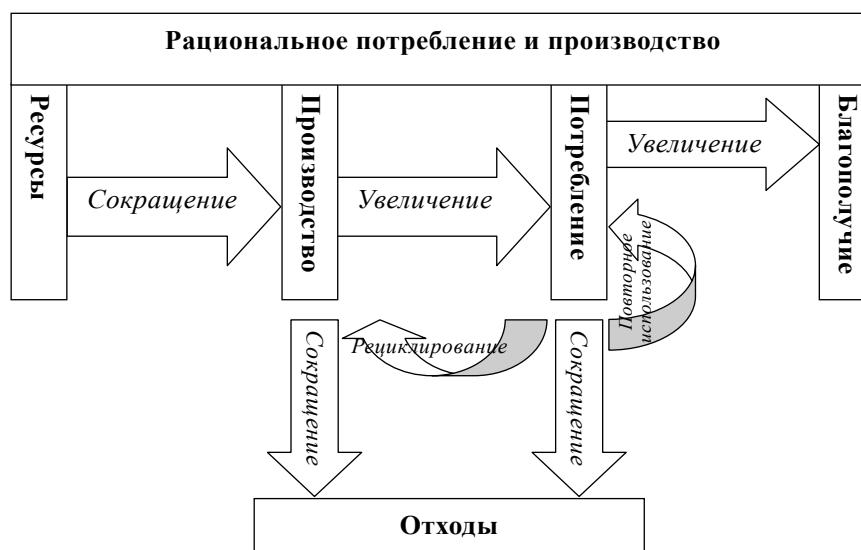 Рациональное потребление и производство
Ресурсы
Сокращение
Производство
Увеличение
Потребление
Увеличение
Благополучие
Повторное
использование
Рециклирование
Сокращение
Сокращение
Отходы